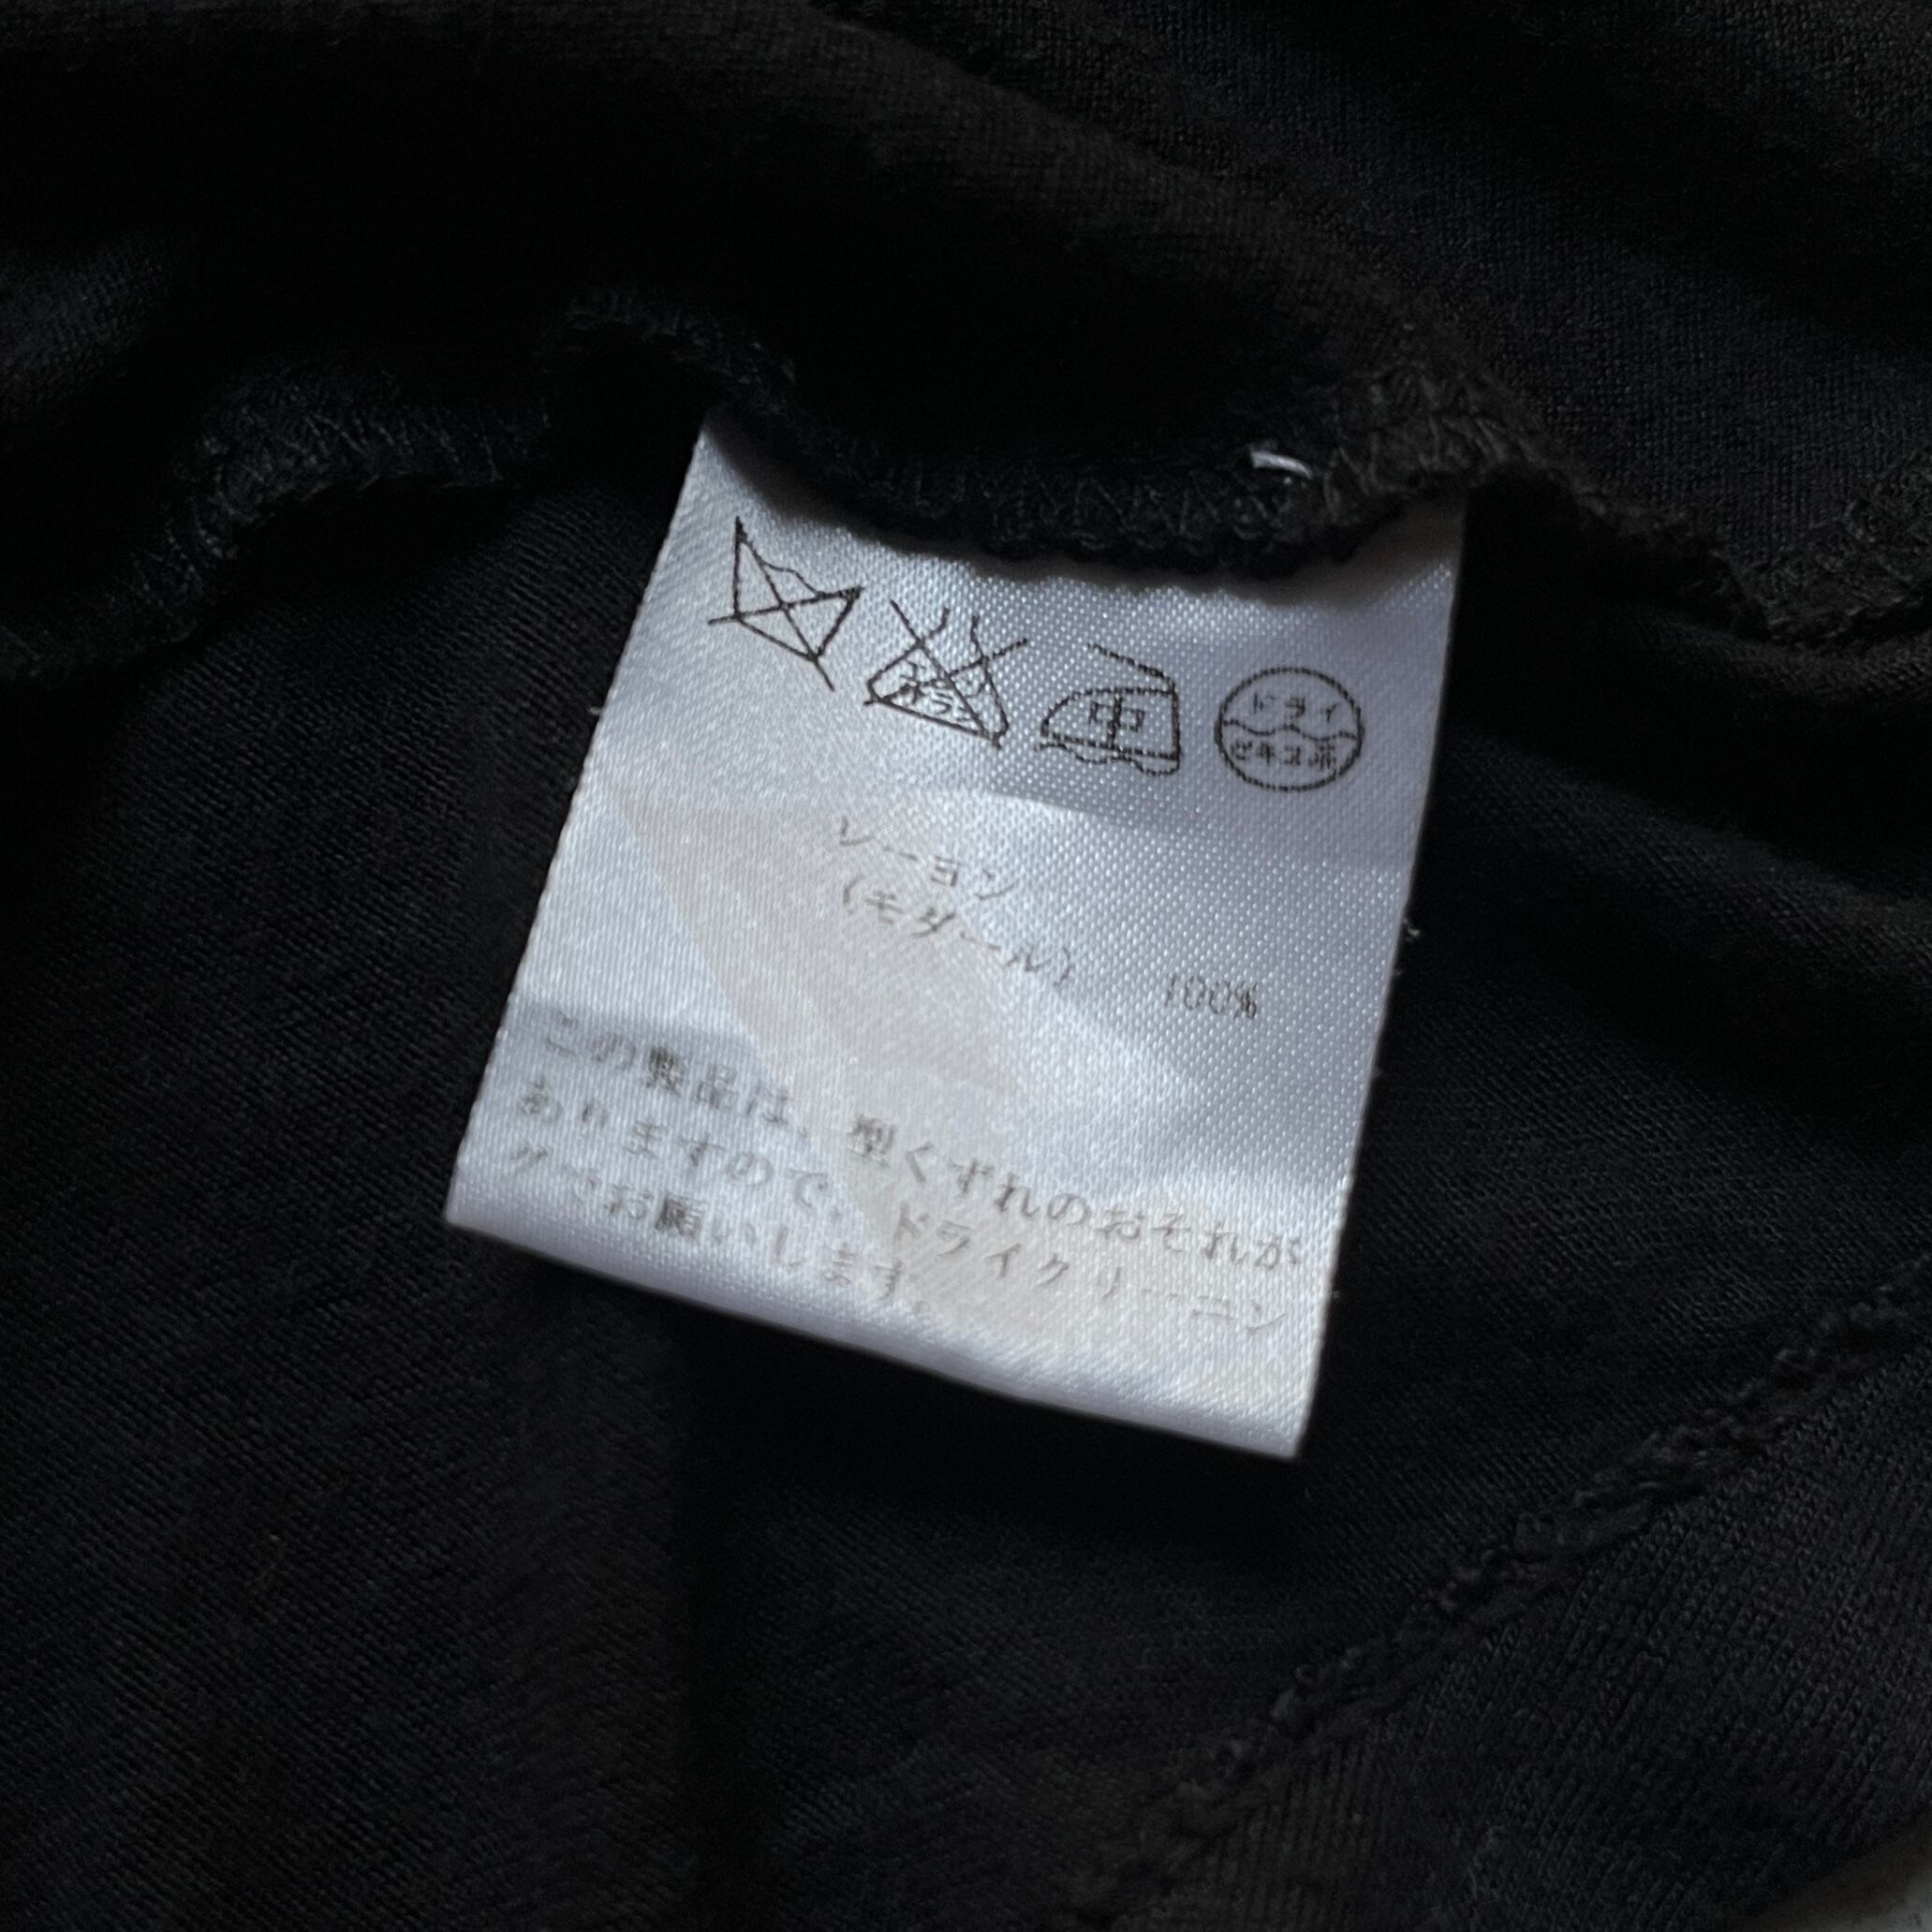 中
ドライ
セキユ系
レーヨン
(モダール) 100%
この製品は、型くずれのおそれが
ありますので、ドライクリーニン
グでお願いします。